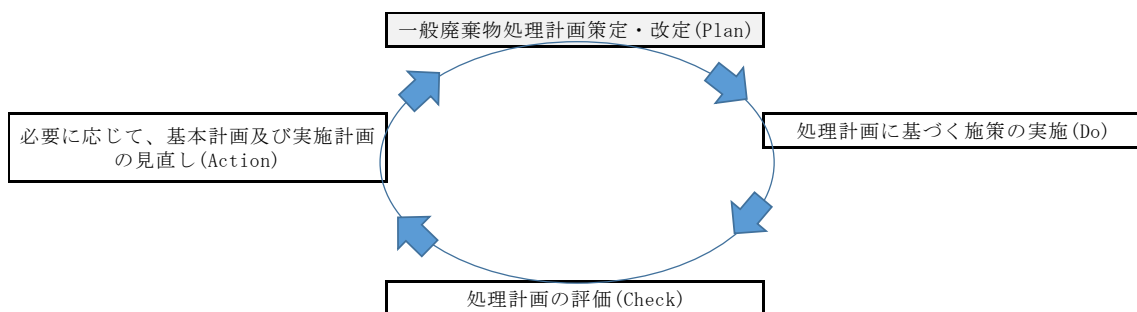 一般廃棄物処理計画策定・改定(Plan)
必要に応じて、基本計画及び実施計画
の見直し(Action)
処理計画に基づく施策の実施(Do)
処理計画の評価(Check)